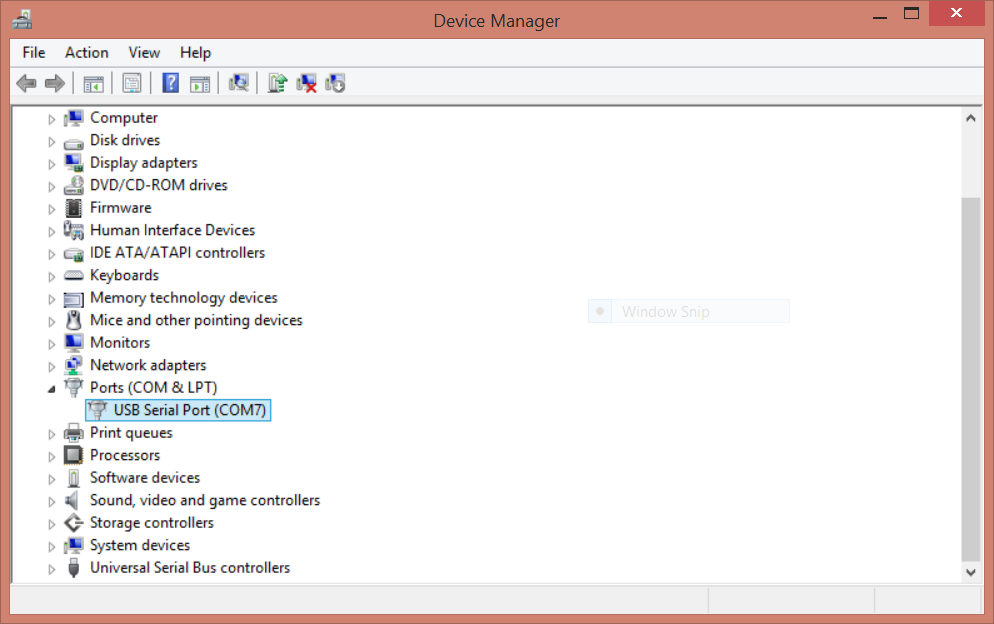 Device Manager
File Action View Help
Computer
Disk drives
Display adapters
DVD/CD-ROM drives
Firmware
Human Interface Devices
IDE ATA/ATAPI controllers
Keyboards
Memory technology devices
Window Snip
Mice and other pointing devices
Monitors
Network adapters
Ports (COM & LPT)
USB Serial Port (COM7)
Print queues
Processors
Software devices
Sound, video and game controllers
Storage controllers
System devices
Universal Serial Bus controllers